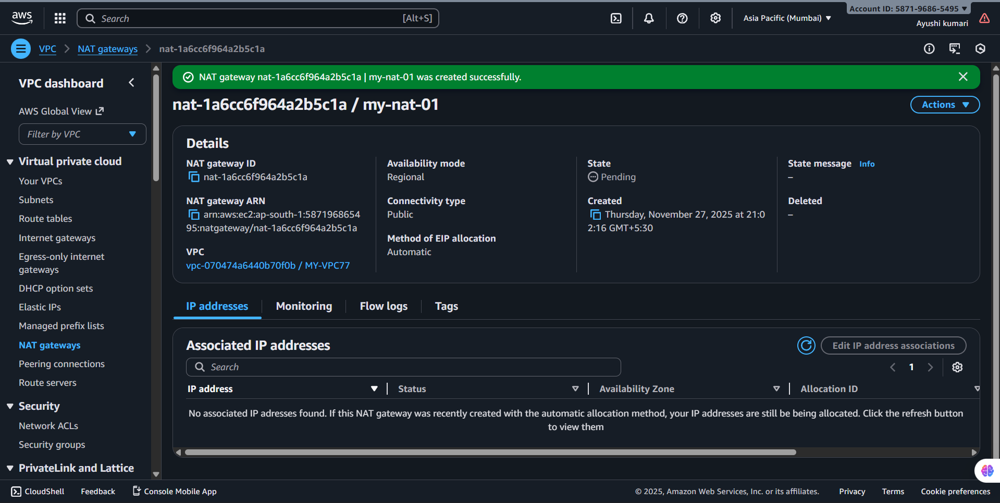 aws
Search
[Alt+S]
Asia Pacific (Mumbai)
Account ID: 5871-9686-5495
Ayushi kumari
VPC
NAT gateways
nat-1a6cc6f964a2b5c1a
VPC dashboard
AWS Global View
Filter by VPC
Virtual private cloud
Your VPCs
Subnets
Route tables
Internet gateways
Egress-only internet
gateways
DHCP option sets
Elastic IPs
Managed prefix lists
NAT gateways
Peering connections
Route servers
Security
Network ACLs
Security groups
PrivateLink and Lattice
NAT gateway nat-1a6cc6f964a2b5c1a | my-nat-01 was created successfully.
nat-1a6cc6f964a2b5c1a / my-nat-01
Actions
Details
NAT gateway ID
nat-1a6cc6f964a2b5c1a
NAT gateway ARN
arn:aws:ec2:ap-south-1:5871968654
95:natgateway/nat-1a6cc6f964a2b5c1a
VPC
vpc-070474a6440b70f0b / MY-VPC77
Availability mode
Regional
Connectivity type
Public
Method of EIP allocation
Automatic
State
Pending
Created
Thursday, November 27, 2025 at 21:0
2:16 GMT+5:30
State message Info
–
Deleted
–
IP addresses
Monitoring
Flow logs
Tags
Associated IP addresses
Edit IP address associations
Search
1
IP address
Status
Availability Zone
Allocation ID
No associated IP adresses found. If this NAT gateway was recently created with the automatic allocation method, your IP addresses are still be being allocated. Click the refresh button
to view them
CloudShell
Feedback
Console Mobile App
© 2025, Amazon Web Services, Inc. or its affiliates.
Privacy
Terms
Cookie preferences